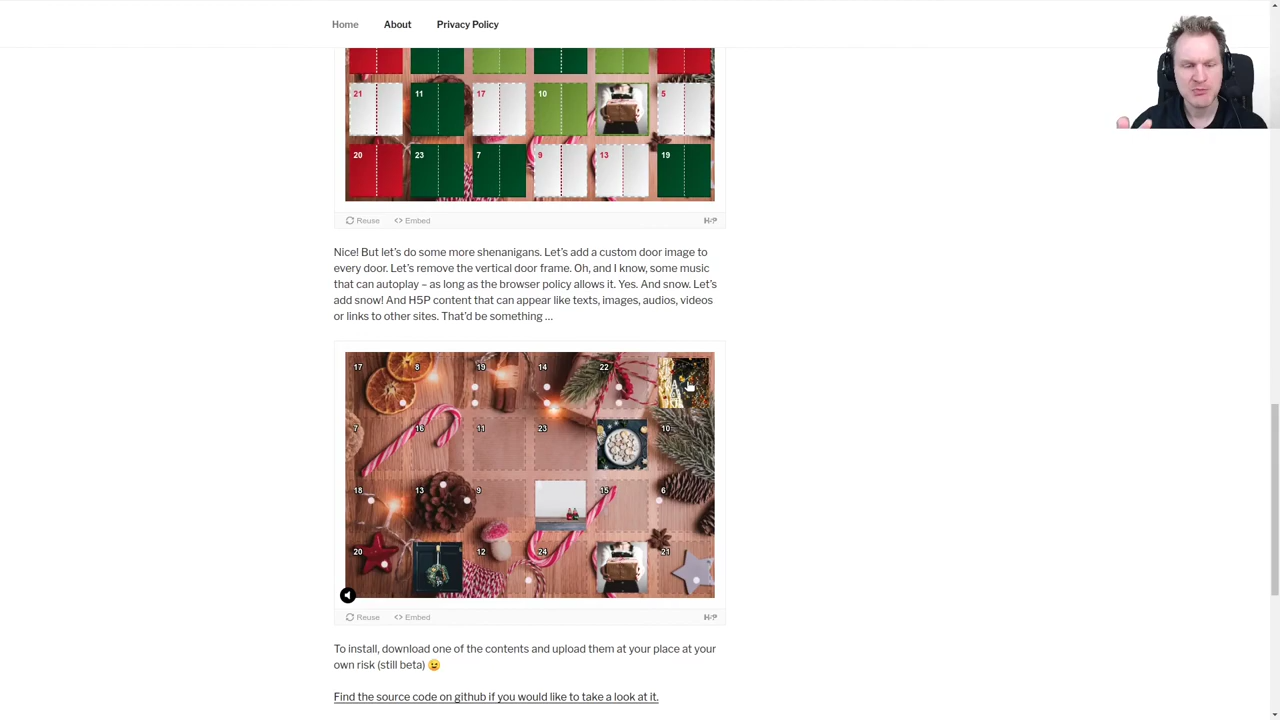 Home About Privacy Policy
21 11 17 10 5
20 23 7 9 13 19
Reuse <> Embed H5P
Nice! But let's do some more shenanigans. Let's add a custom door image to
every door. Let's remove the vertical door frame. Oh, and I know, some music
that can autoplay – as long as the browser policy allows it. Yes. And snow. Let's
add snow! And H5P content that can appear like texts, images, audios, videos
or links to other sites. That'd be something …
17 8 19 14 22
7 16 11 23 10
18 13 9 15 6
20 12 24 21
Reuse <> Embed H5P
To install, download one of the contents and upload them at your place at your
own risk (still beta) 😉
Find the source code on github if you would like to take a look at it.